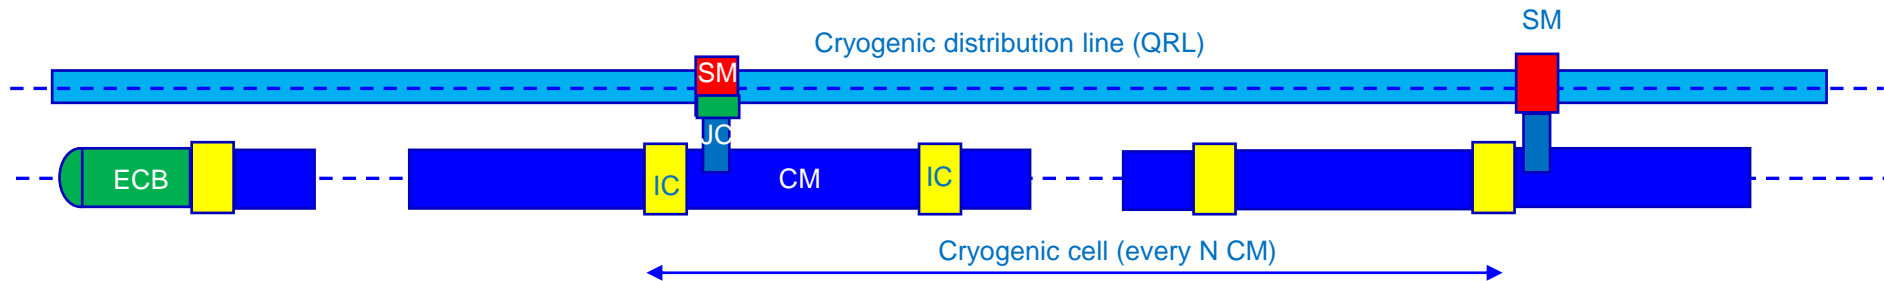 SM
Cryogenic distribution line (QRL)
SM
JC
ECB
IC
CM
IC
Cryogenic cell (every N CM)